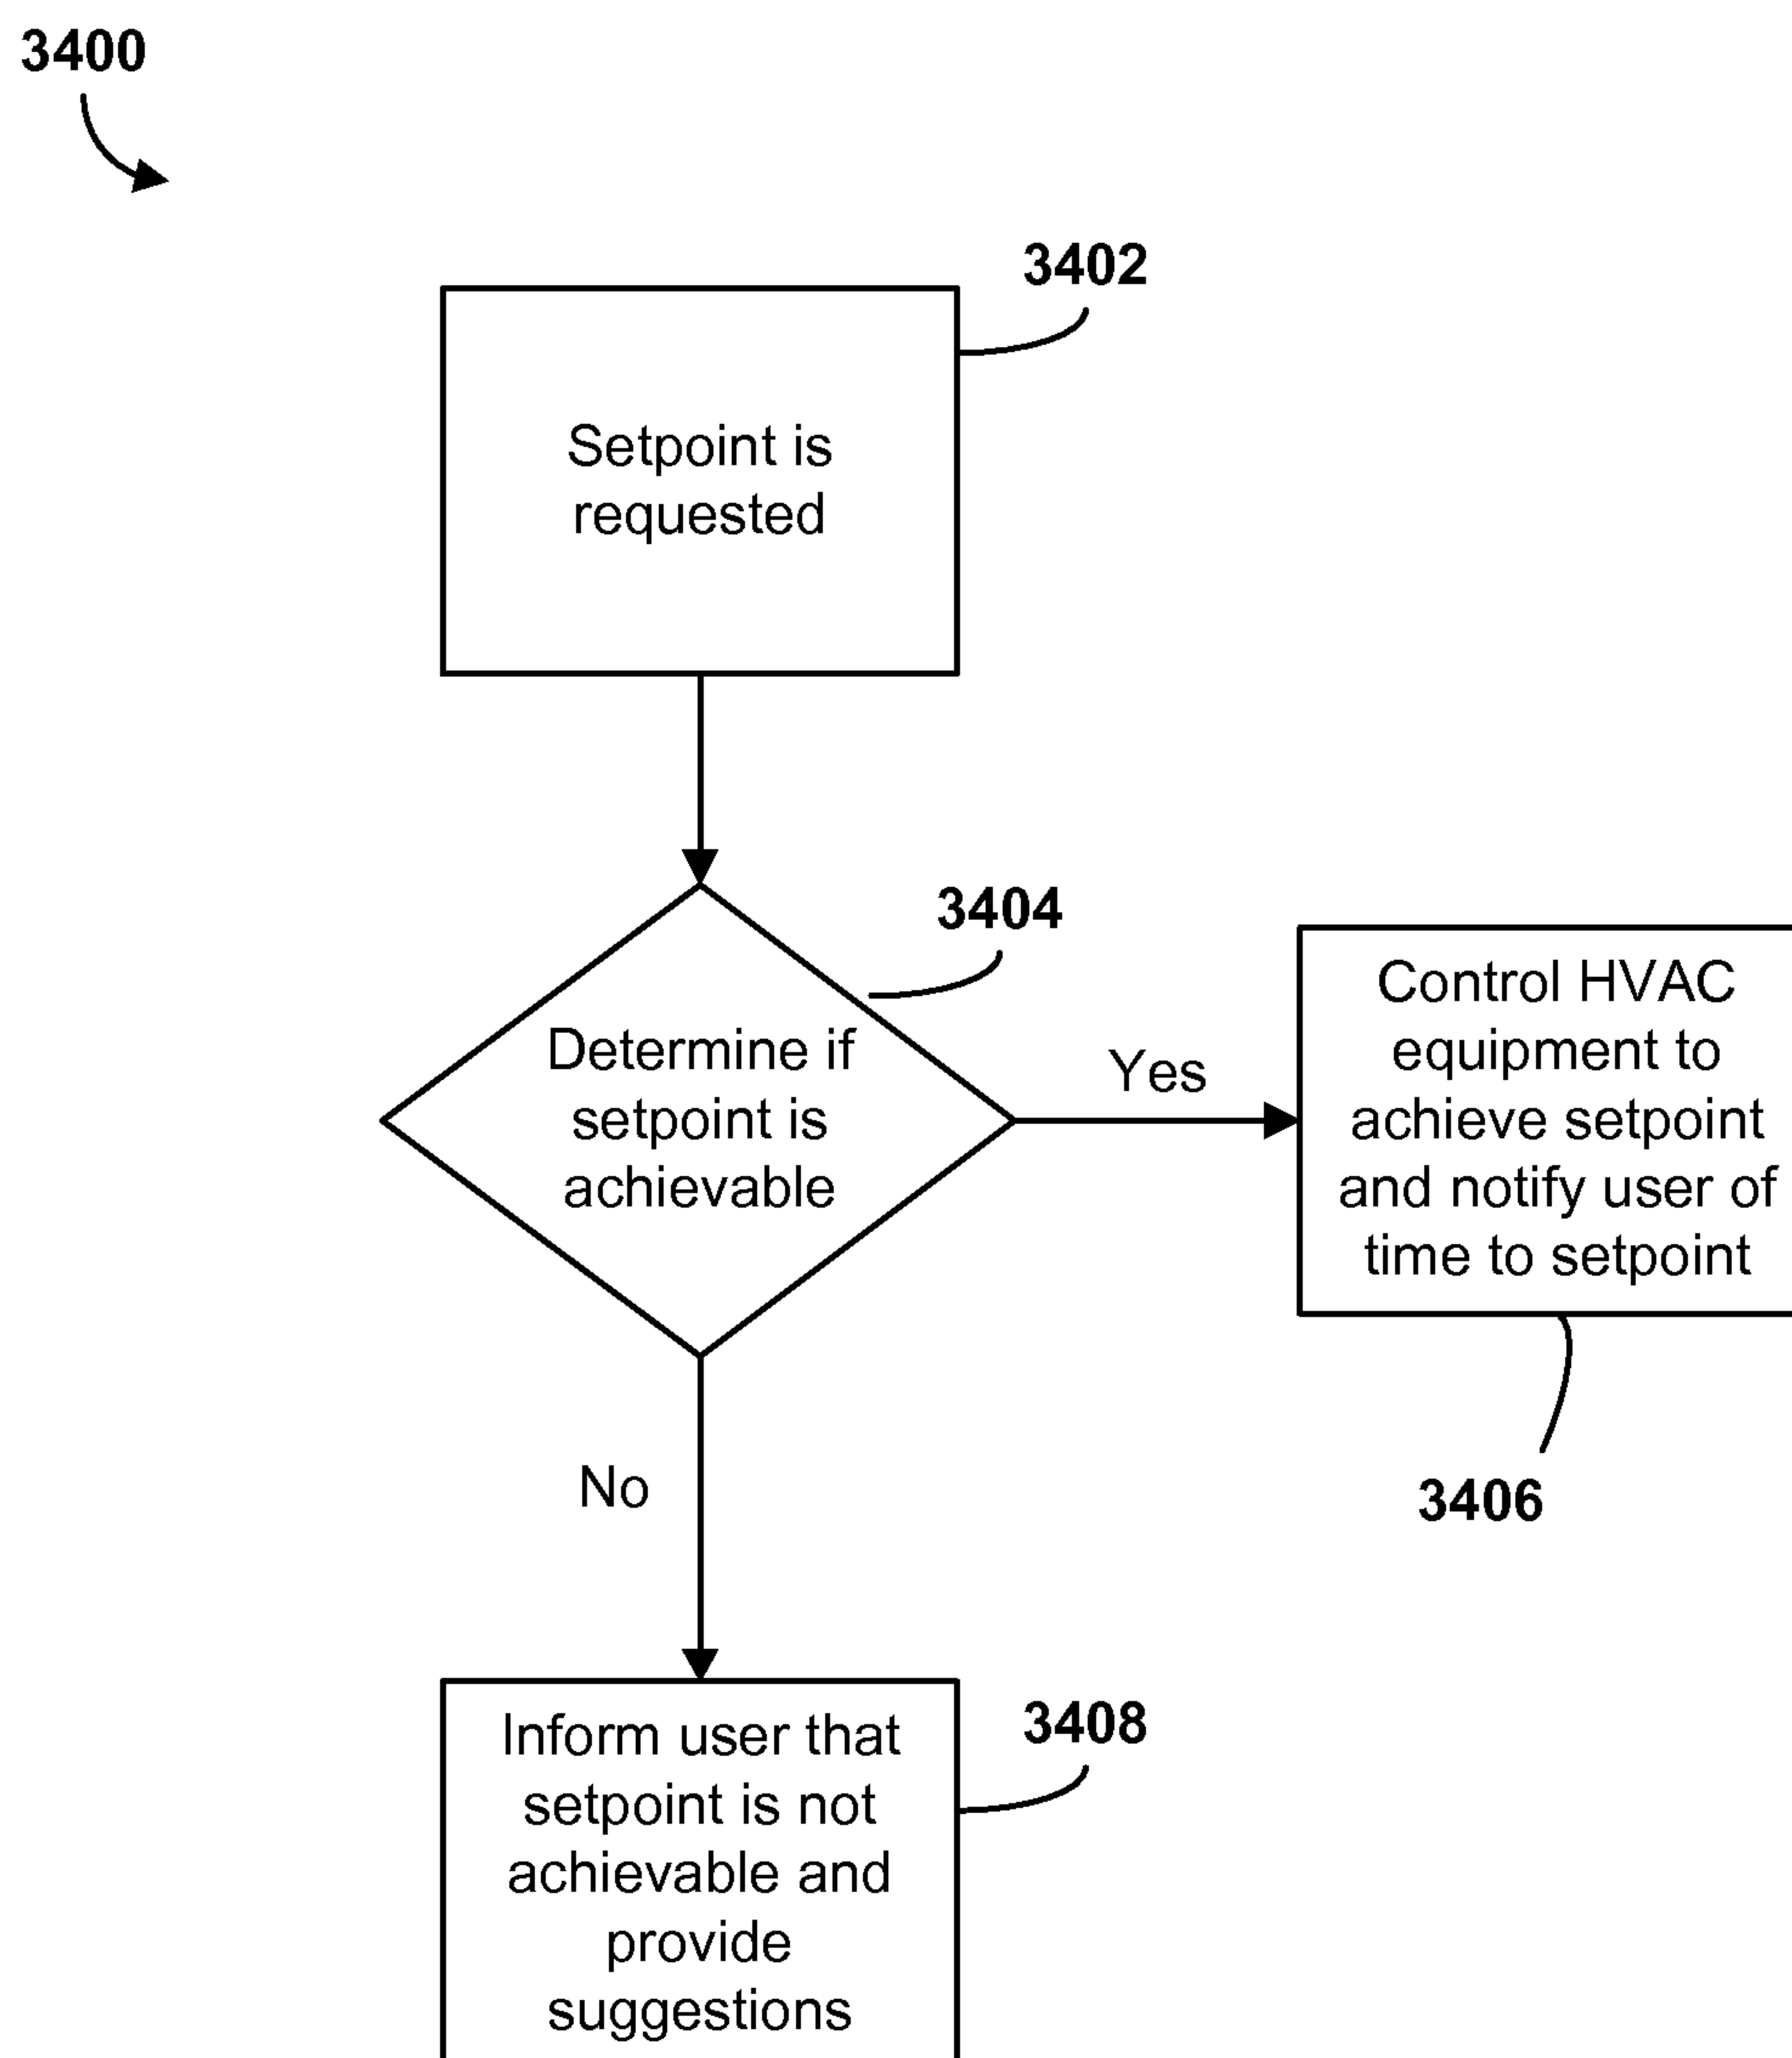 3400
3402
Setpoint is
requested
3404
Determine if
setpoint is
achievable
Yes
Control HVAC
equipment to
achieve setpoint
and notify user of
time to setpoint
3406
No
3408
Inform user that
setpoint is not
achievable and
provide
suggestions